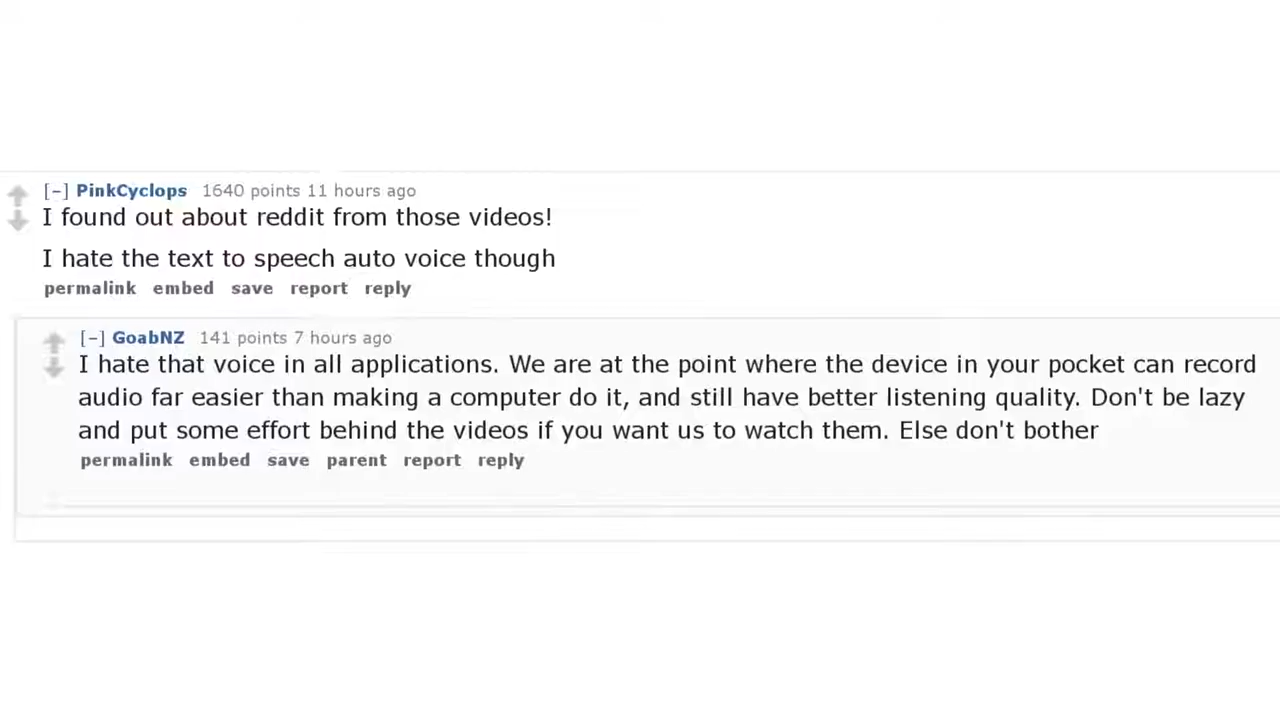 [–] PinkCyclops 1640 points 11 hours ago
I found out about reddit from those videos!
I hate the text to speech auto voice though
permalink embed save report reply
[–] GoabNZ 141 points 7 hours ago
I hate that voice in all applications. We are at the point where the device in your pocket can record
audio far easier than making a computer do it, and still have better listening quality. Don't be lazy
and put some effort behind the videos if you want us to watch them. Else don't bother
permalink embed save parent report reply